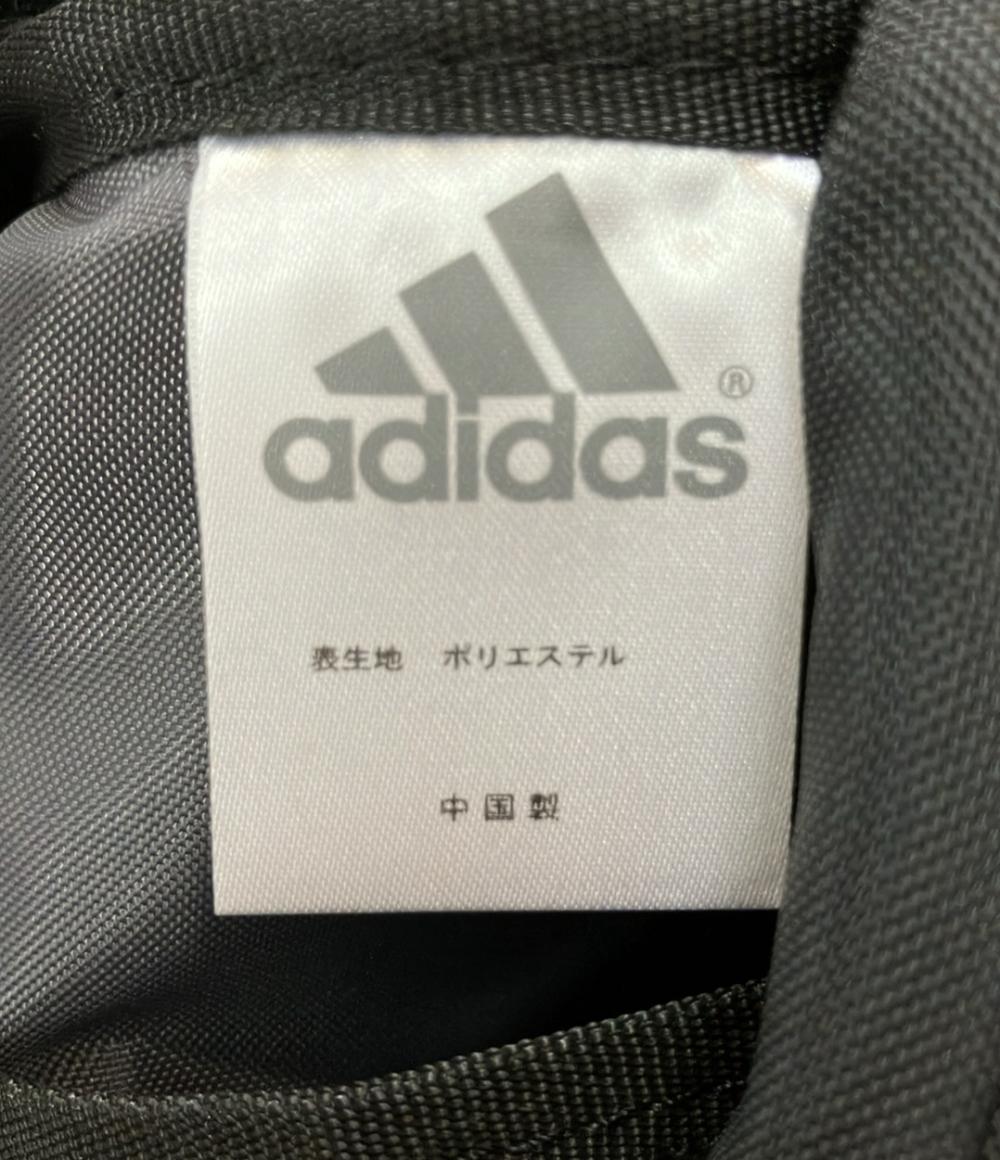 adidas®
表生地　ポリエステル
中国製